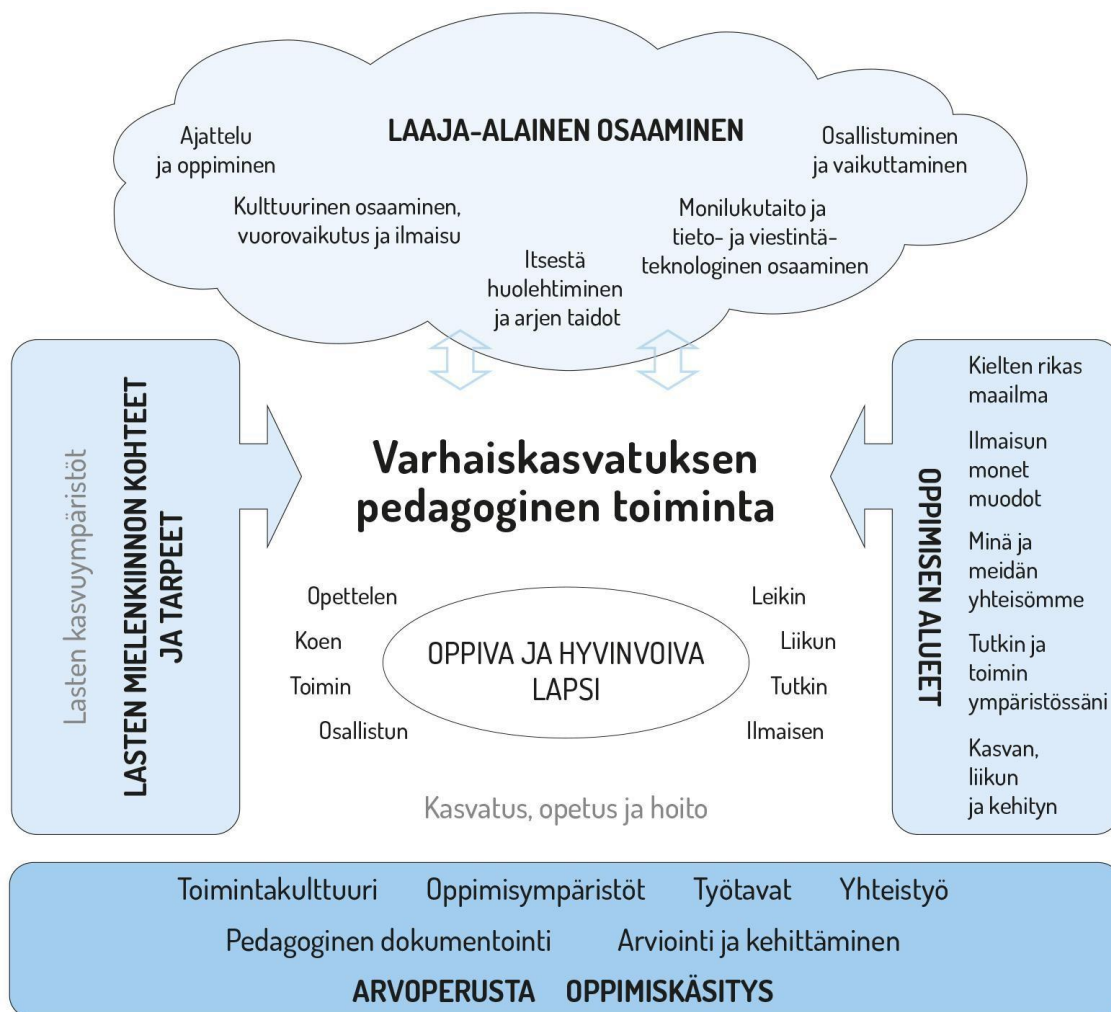 LAAJA-ALAINEN OSAAMINEN
Ajattelu
ja oppiminen
Kulttuurinen osaaminen,
vuorovaikutus ja ilmaisu
Itsestä
huolehtiminen
ja arjen taidot
Monilukutaito ja
tieto- ja viestintä-
teknologinen osaaminen
Osallistuminen
ja vaikuttaminen
Lasten kasvuympäristöt
LASTEN MIELENKIINNON KOHTEET
JA TARPEET
Varhaiskasvatuksen
pedagoginen toiminta
Opettelen
Koen
Toimin
Osallistun
OPPIVA JA HYVINVOIVA
LAPSI
Leikin
Liikun
Tutkin
Ilmaisen
Kasvatus, opetus ja hoito
OPPIMISEN ALUEET
Kielten rikas
maailma
Ilmaisun
monet
muodot
Minä ja
meidän
yhteisömme
Tutkin ja
toimin
ympäristössäni
Kasvan,
liikun
ja kehityn
Toimintakulttuuri Oppimisympäristöt Työtavat Yhteistyö
Pedagoginen dokumentointi Arviointi ja kehittäminen
ARVOPERUSTA OPPIMISKÄSITYS